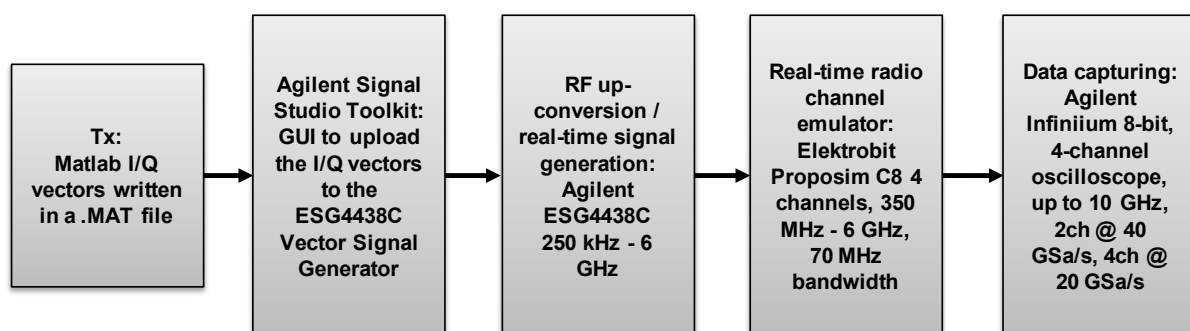 Tx:
Matlab I/Q
vectors written
in a .MAT file
Agilent Signal
Studio Toolkit:
GUI to upload
the I/Q vectors
to the
ESG4438C
Vector Signal
Generator
RF up-
conversion /
real-time signal
generation:
Agilent
ESG4438C
250 kHz - 6
GHz
Real-time radio
channel
emulator:
Elektrobit
Proposim C8 4
channels, 350
MHz - 6 GHz,
70 MHz
bandwidth
Data capturing:
Agilent
Infiniium 8-bit,
4-channel
oscilloscope,
up to 10 GHz,
2ch @ 40
GSa/s, 4ch @
20 GSa/s